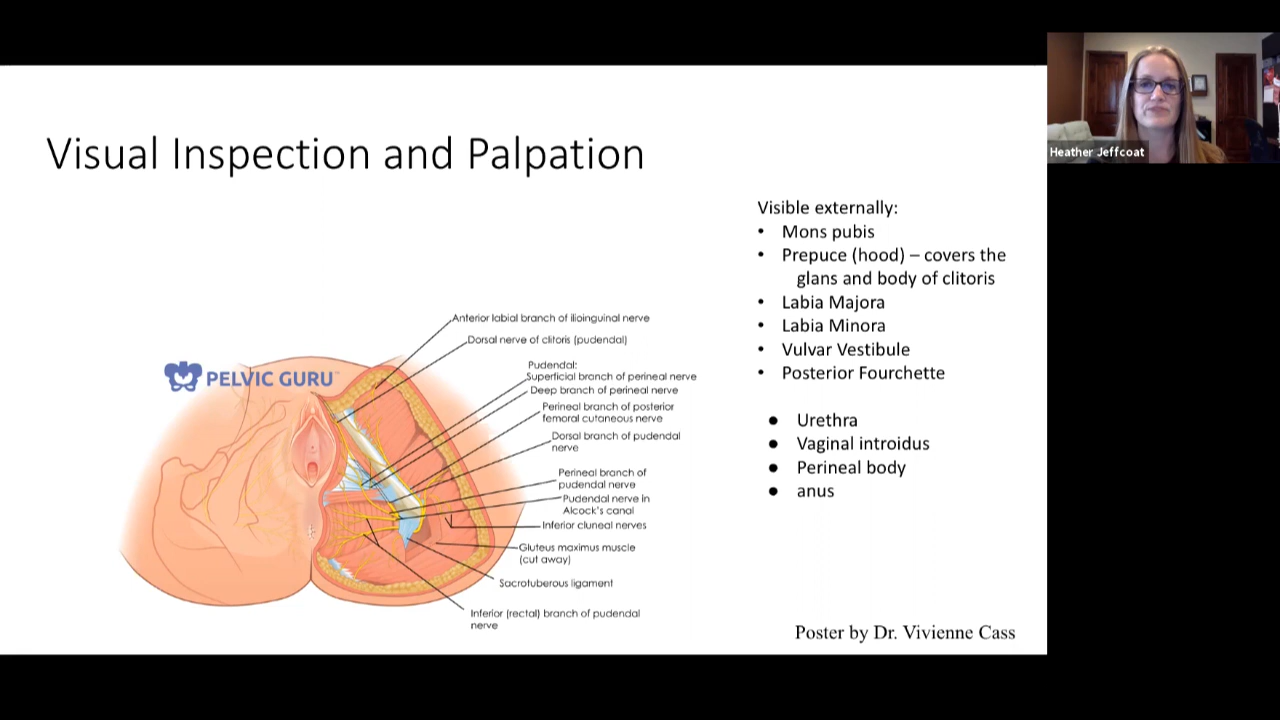 Visual Inspection and Palpation
Heather Jeffcoat
Visible externally:
• Mons pubis
• Prepuce (hood) – covers the
glans and body of clitoris
• Labia Majora
• Labia Minora
• Vulvar Vestibule
• Posterior Fourchette
● Urethra
● Vaginal introidus
● Perineal body
● anus
PELVIC GURU™
Anterior labial branch of ilioinguinal nerve
Dorsal nerve of clitoris (pudendal)
Pudendal:
Superficial branch of perineal nerve
Deep branch of perineal nerve
Perineal branch of posterior
femoral cutaneous nerve
Dorsal branch of pudendal
nerve
Perineal branch of
pudendal nerve
Pudendal nerve in
Alcock's canal
Inferior cluneal nerves
Gluteus maximus muscle
(cut away)
Sacrotuberous ligament
Inferior (rectal) branch of pudendal
nerve
Poster by Dr. Vivienne Cass